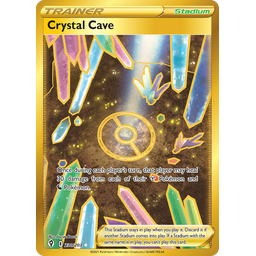 TRAINER
Stadium
Crystal Cave
Once during each player's turn, that player may heal
30 damage from each of their Pokémon and
Pokémon.
This Stadium stays in play when you play it. Discard it if
another Stadium comes into play. If a Stadium with the
same name is in play, you can't play this card.